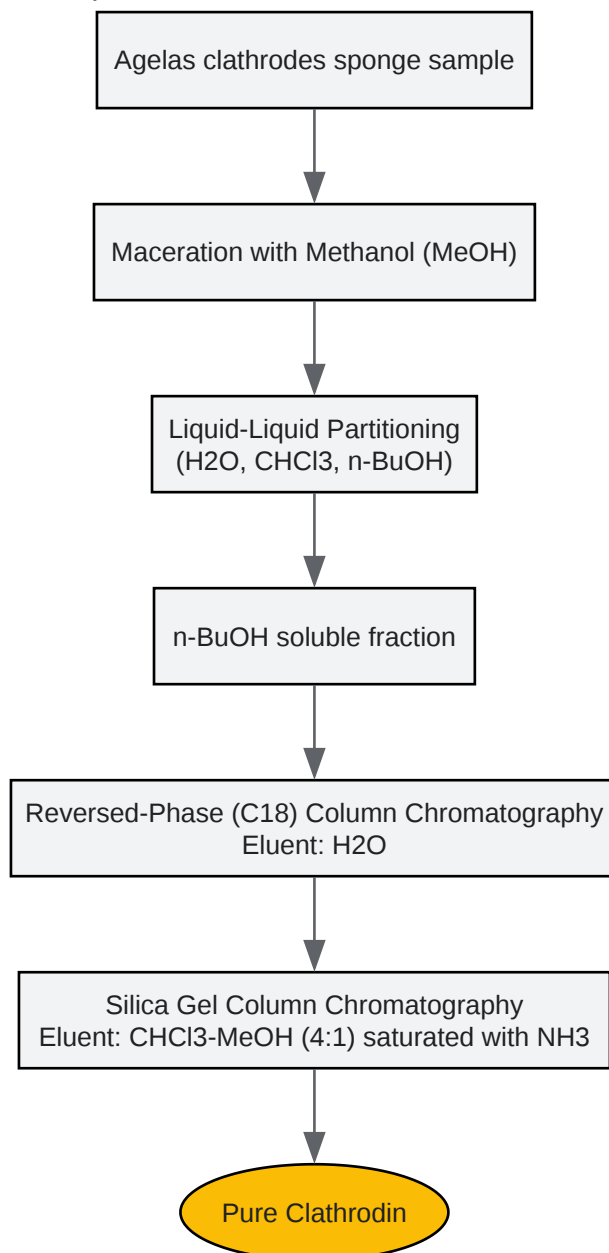 Agelas clathrodes sponge sample
Maceration with Methanol (MeOH)
Liquid-Liquid Partitioning
(H2O, CHCl3, n-BuOH)
n-BuOH soluble fraction
Reversed-Phase (C18) Column Chromatography
Eluent: H2O
Silica Gel Column Chromatography
Eluent: CHCl3-MeOH (4:1) saturated with NH3
Pure Clathrodin